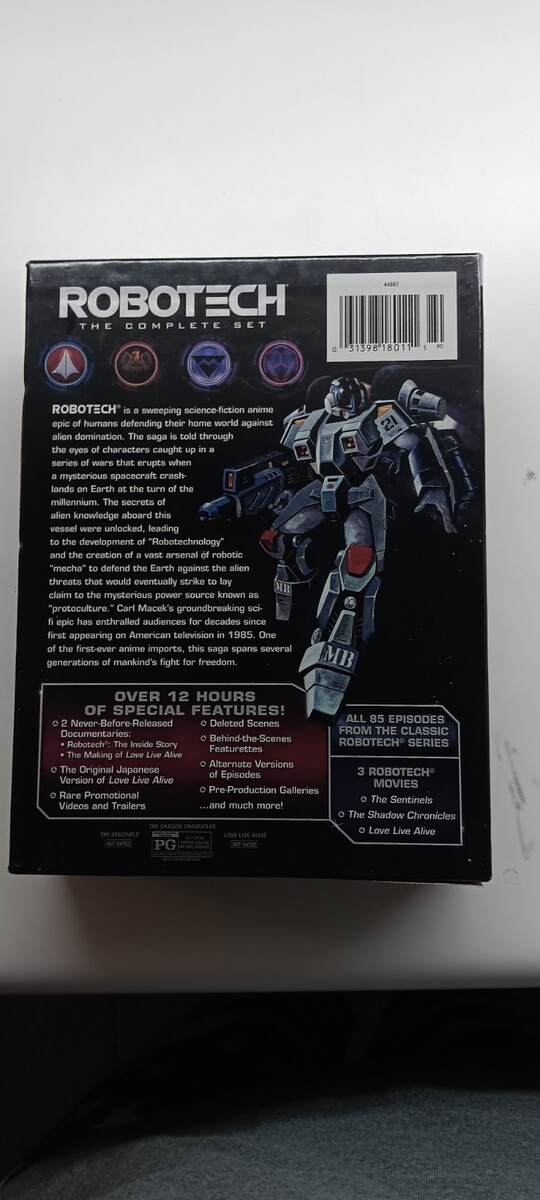 ROBOTECH®
THE COMPLETE SET
44097
0 31398 18011 1 80
ROBOTECH® is a sweeping science-fiction anime
epic of humans defending their home world against
alien domination. The saga is told through
the eyes of characters caught up in a
series of wars that erupts when
a mysterious spacecraft crash-
lands on Earth at the turn of the
millennium. The secrets of
alien knowledge aboard this
vessel were unlocked, leading
to the development of "Robotechnology"
and the creation of a vast arsenal of robotic
"mecha" to defend the Earth against the alien
threats that would eventually strike to lay
claim to the mysterious power source known as
"protoculture." Carl Macek's groundbreaking sci-
fi epic has enthralled audiences for decades since
first appearing on American television in 1985. One
of the first-ever anime imports, this saga spans several
generations of mankind's fight for freedom.
MB
MB
OVER 12 HOURS
OF SPECIAL FEATURES!
2 Never-Before-Released
Documentaries:
• Robotech®: The Inside Story
• The Making of Love Live Alive
The Original Japanese
Version of Love Live Alive
Rare Promotional
Videos and Trailers
Deleted Scenes
Behind-the-Scenes
Featurettes
Alternate Versions
of Episodes
Pre-Production Galleries
...and much more!
ALL 85 EPISODES
FROM THE CLASSIC
ROBOTECH® SERIES
3 ROBOTECH®
MOVIES
The Sentinels
The Shadow Chronicles
Love Live Alive
THE SENTINELS
NOT RATED
THE SHADOW CHRONICLES
PG
LOVE LIVE ALIVE
NOT RATED